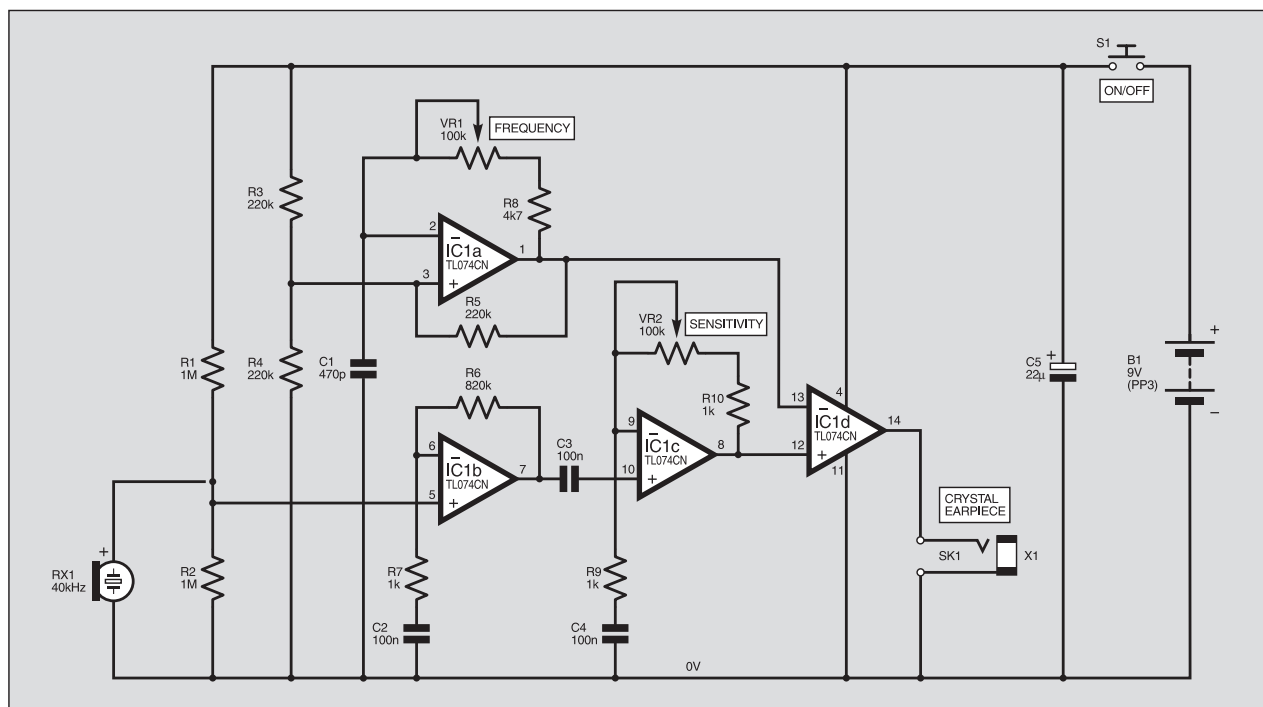 S1
ON/OFF
VR1
100k
FREQUENCY
R3
220k
R8
4k7
2
−
IC1a
TL074CN
1
3
+
R5
220k
VR2
100k
SENSITIVITY
R1
1M
R4
220k
C1
470p
R6
820k
R10
1k
+
C5
22µ
+
B1
9V
(PP3)
−
13
−
4
IC1d
TL074CN
14
12
+
11
6
−
IC1b
TL074CN
7
5
+
C3
100n
9
−
IC1c
TL074CN
8
10
+
CRYSTAL
EARPIECE
SK1
X1
+
RX1
40kHz
R2
1M
R7
1k
R9
1k
C2
100n
C4
100n
0V